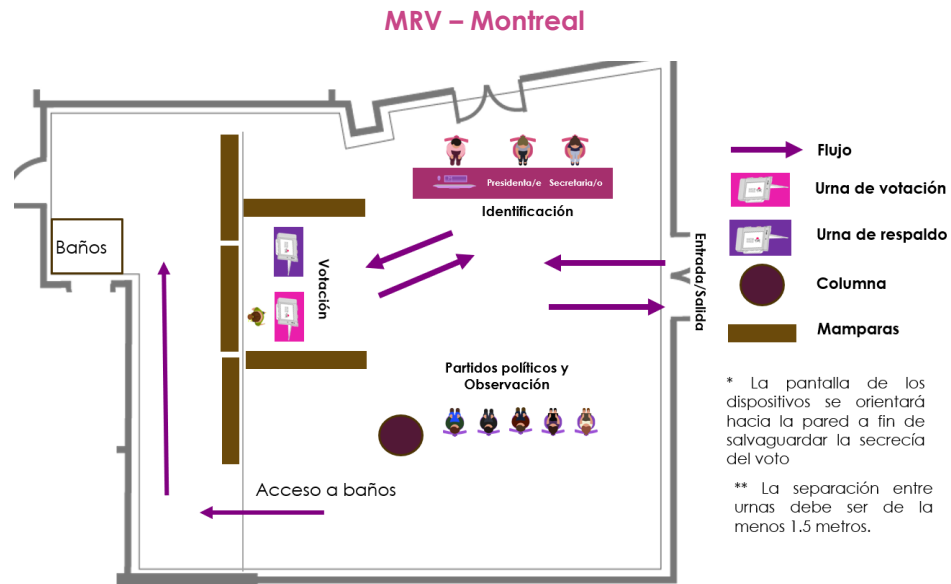 MRV – Montreal
Presidenta/e Secretaria/o
Identificación
Baños
Votación
Entrada/Salida
Partidos políticos y
Observación
Acceso a baños
Flujo
Urna de votación
Urna de respaldo
Columna
Mamparas
* La pantalla de los
dispositivos se orientará
hacia la pared a fin de
salvaguardar la secrecía
del voto
** La separación entre
urnas debe ser de la
menos 1.5 metros.